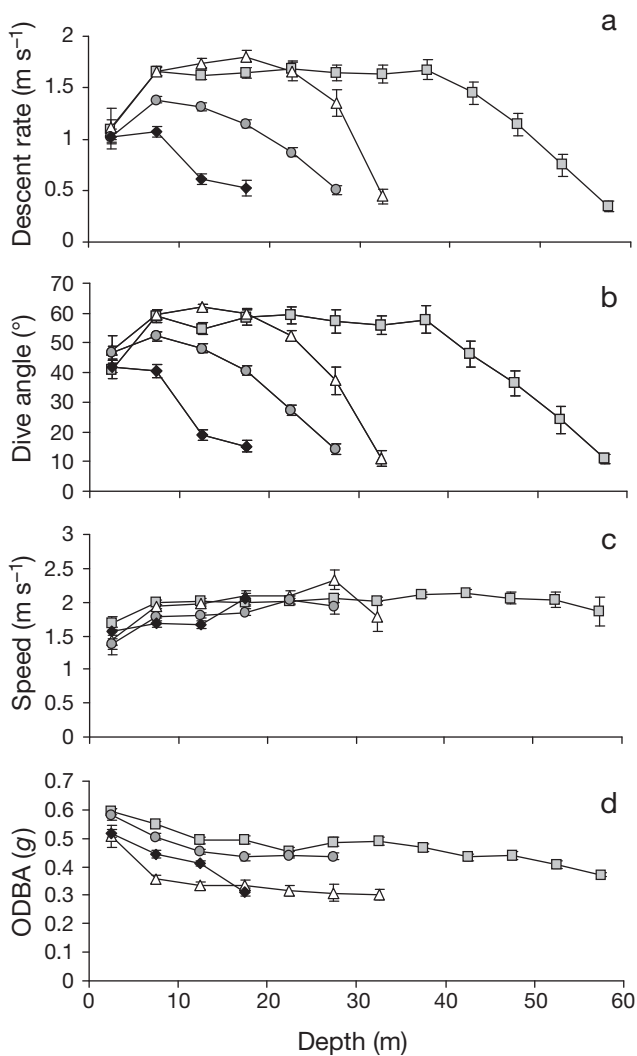 a
2
1.5
1
0.5
0
Descent rate (m s⁻¹)
b
70
60
50
40
30
20
10
0
Dive angle (°)
c
3
2.5
2
1.5
1
0.5
0
Speed (m s⁻¹)
d
0.7
0.6
0.5
0.4
0.3
0.2
0.1
0
ODBA (g)
0 10 20 30 40 50 60
Depth (m)